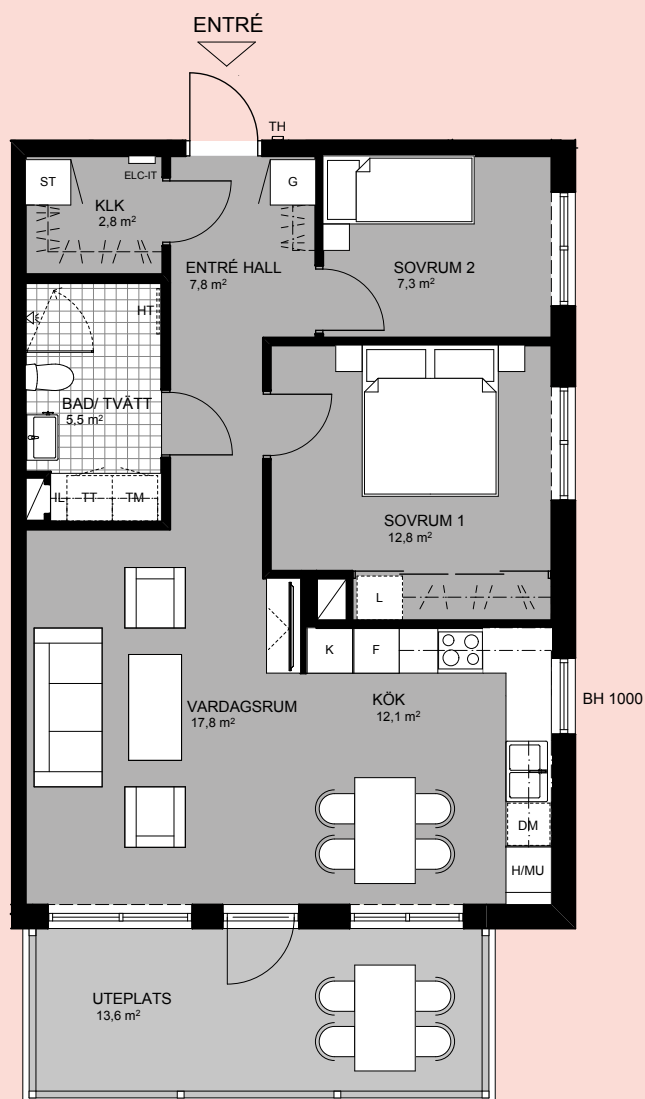 ENTRÉ
TH
ST
ELC-IT
G
KLK
2,8 m²
ENTRÉ HALL
7,8 m²
SOVRUM 2
7,3 m²
HT
BAD/ TVÄTT
5,5 m²
IL
TT
TM
SOVRUM 1
12,8 m²
L
K
F
VARDAGSRUM
17,8 m²
KÖK
12,1 m²
BH 1000
DM
H/MU
UTEPLATS
13,6 m²